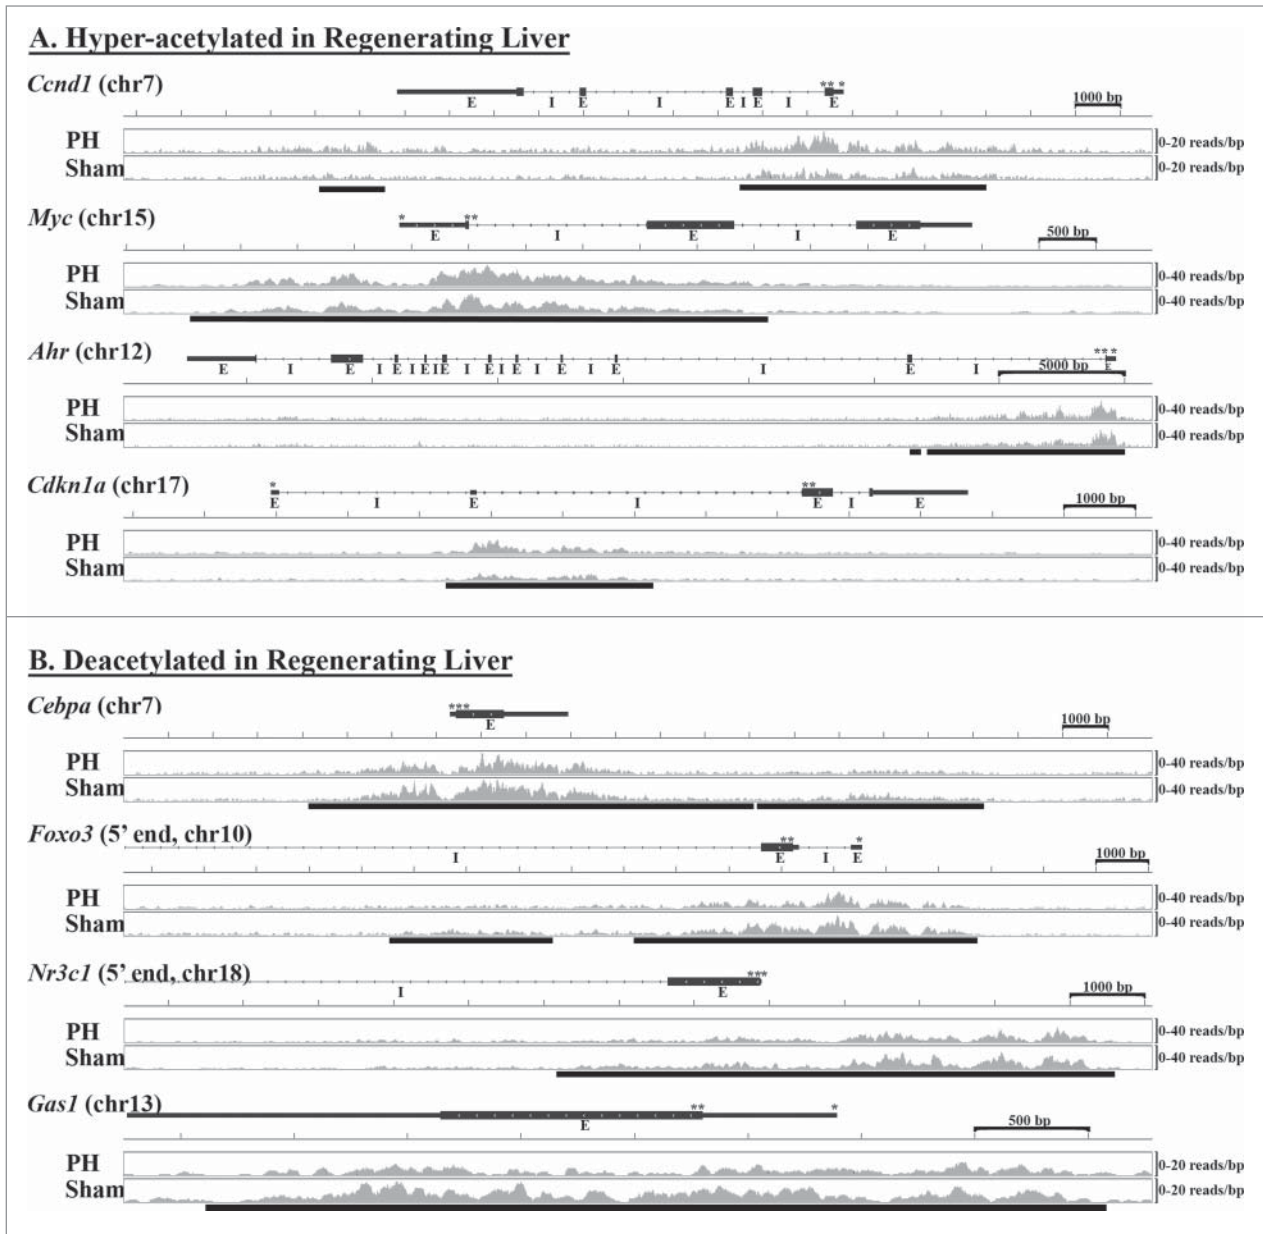 A. Hyper-acetylated in Regenerating Liver
Ccnd1 (chr7)
** *
E I E I E I E I E
1000 bp
PH
0-20 reads/bp
Sham
0-20 reads/bp
Myc (chr15)
* **
E I E I E
500 bp
PH
0-40 reads/bp
Sham
0-40 reads/bp
Ahr (chr12)
** *
E I E I E I E I E I E I E I E I E I E I E
5000 bp
PH
0-40 reads/bp
Sham
0-40 reads/bp
Cdkn1a (chr17)
* **
E I E I E I E
1000 bp
PH
0-40 reads/bp
Sham
0-40 reads/bp
B. Deacetylated in Regenerating Liver
Cebpa (chr7)
***
E
1000 bp
PH
0-40 reads/bp
Sham
0-40 reads/bp
Foxo3 (5’ end, chr10)
** *
I E I E
1000 bp
PH
0-40 reads/bp
Sham
0-40 reads/bp
Nr3c1 (5’ end, chr18)
***
I E
1000 bp
PH
0-40 reads/bp
Sham
0-40 reads/bp
Gas1 (chr13)
** *
E
500 bp
PH
0-20 reads/bp
Sham
0-20 reads/bp